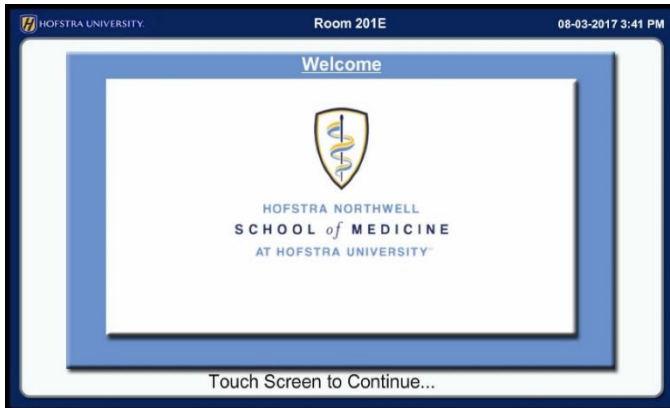 HOFSTRA UNIVERSITY.
Room 201E
08-03-2017 3:41 PM
Welcome
HOFSTRA NORTHWELL
SCHOOL of MEDICINE
AT HOFSTRA UNIVERSITY™
Touch Screen to Continue...